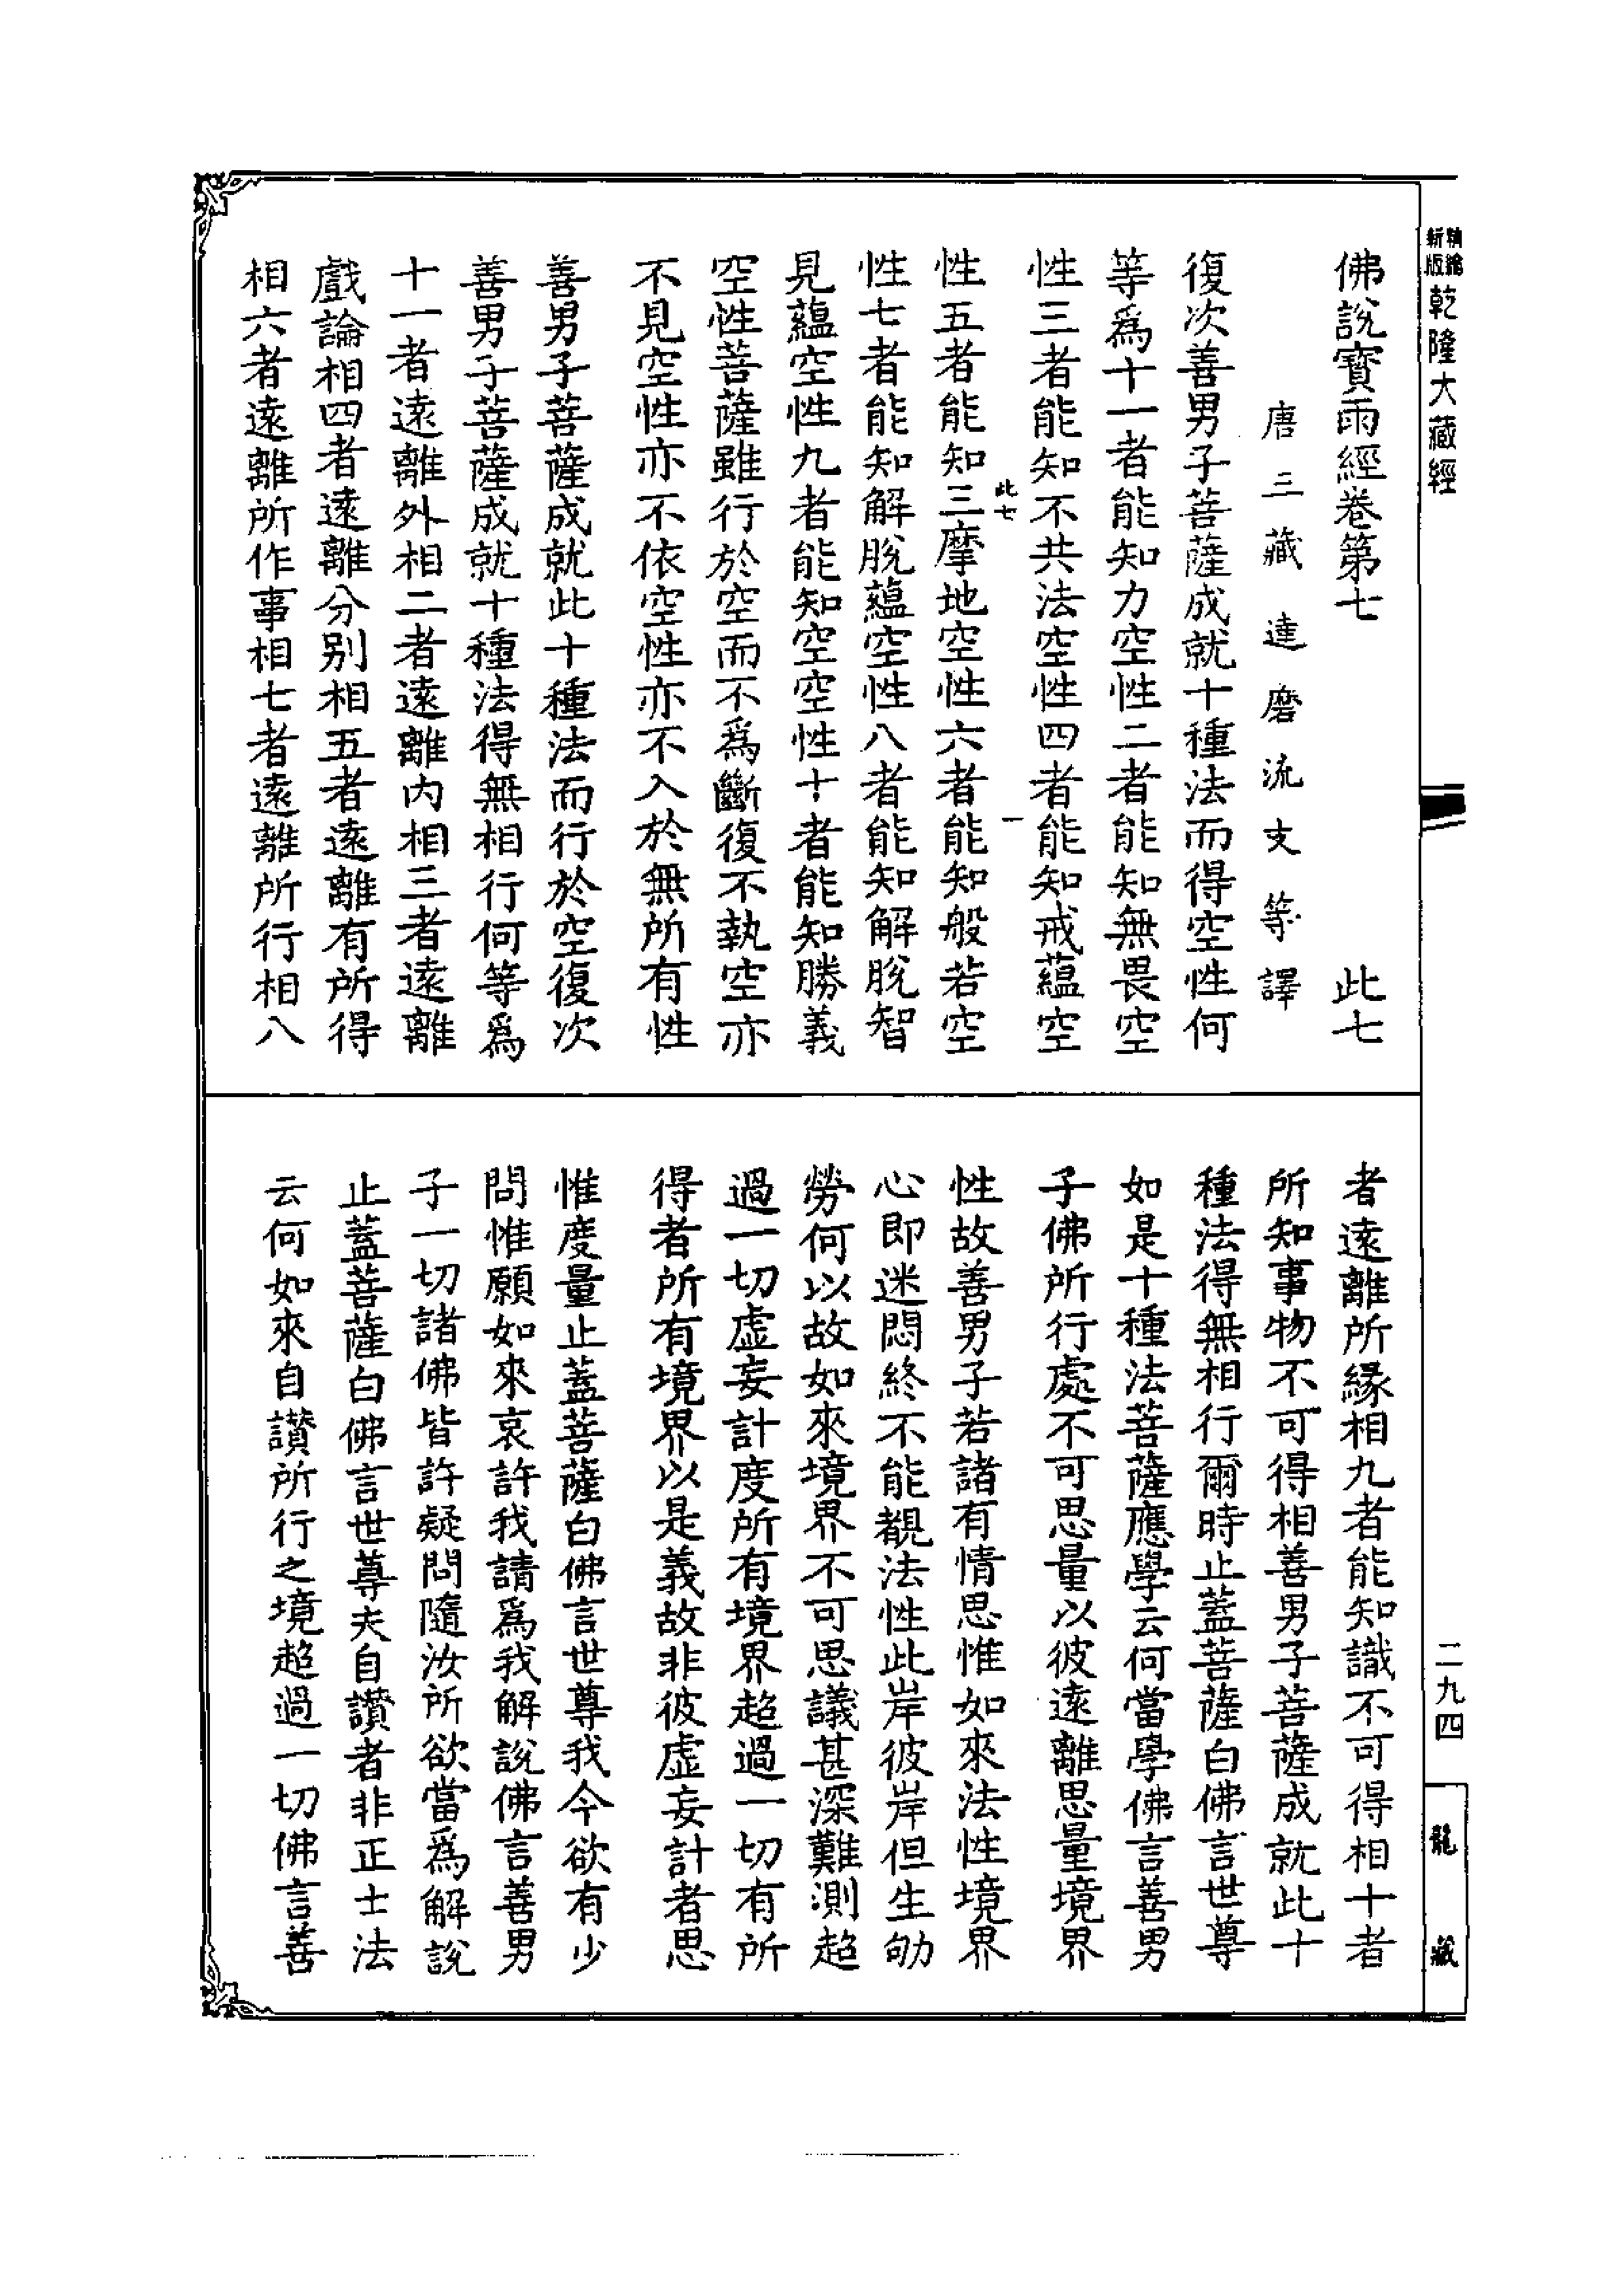 佛說寶雨經卷第七　此七
唐三藏達磨流支等譯
復次善男子菩薩成就十種法而得空性何
等爲十一者能知力空性二者能知無畏空
性三者能知不共法空性四者能知戒蘊空
此七　一
性五者能知三摩地空性六者能知般若空
性七者能知解脫蘊空性八者能知解脫智
見蘊空性九者能知空空性十者能知勝義
空性菩薩雖行於空而不爲斷復不執空亦
不見空性亦不依空性亦不入於無所有性
善男子菩薩成就此十種法而行於空復次
善男子菩薩成就十種法得無相行何等爲
十一者遠離外相二者遠離內相三者遠離
戲論相四者遠離分別相五者遠離有所得
相六者遠離所作事相七者遠離所行相八
者遠離所緣相九者能知識不可得相十者
所知事物不可得相善男子菩薩成就此十
種法得無相行爾時止蓋菩薩白佛言世尊
如是十種法菩薩應學云何當學佛言善男
子佛所行處不可思量以彼遠離思量境界
性故善男子若諸有情思惟如來法性境界
心即迷悶終不能覩法性此岸彼岸但生劬
勞何以故如來境界不可思議甚深難測超
過一切虛妄計度所有境界超過一切有所
得者所有境界以是義故非彼虛妄計者思
惟度量止蓋菩薩白佛言世尊我今欲有少
問惟願如來哀許我請爲我解說佛言善男
子一切諸佛皆許疑問隨汝所欲當爲解說
止蓋菩薩白佛言世尊夫自讚者非正士法
云何如來自讚所行之境超過一切佛言善
新版精縮乾隆大藏經
二九四
龍藏